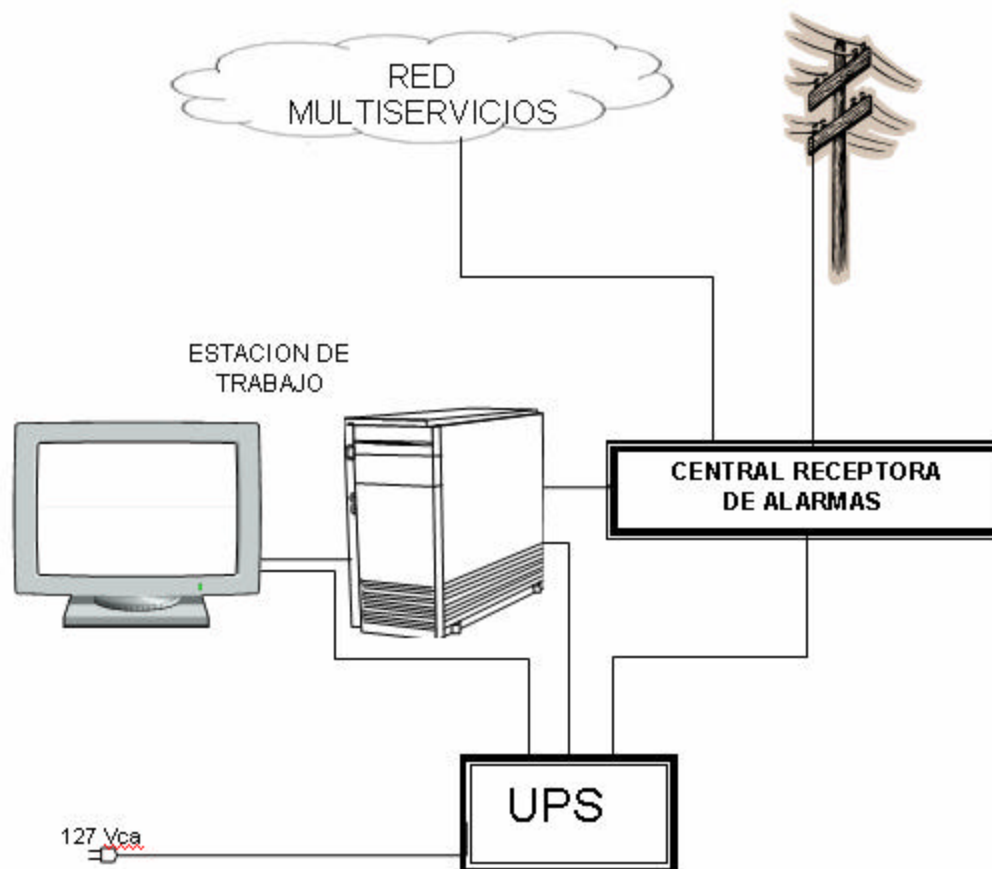 RED
MULTISERVICIOS
ESTACION DE
TRABAJO
CENTRAL RECEPTORA
DE ALARMAS
UPS
127 Vca